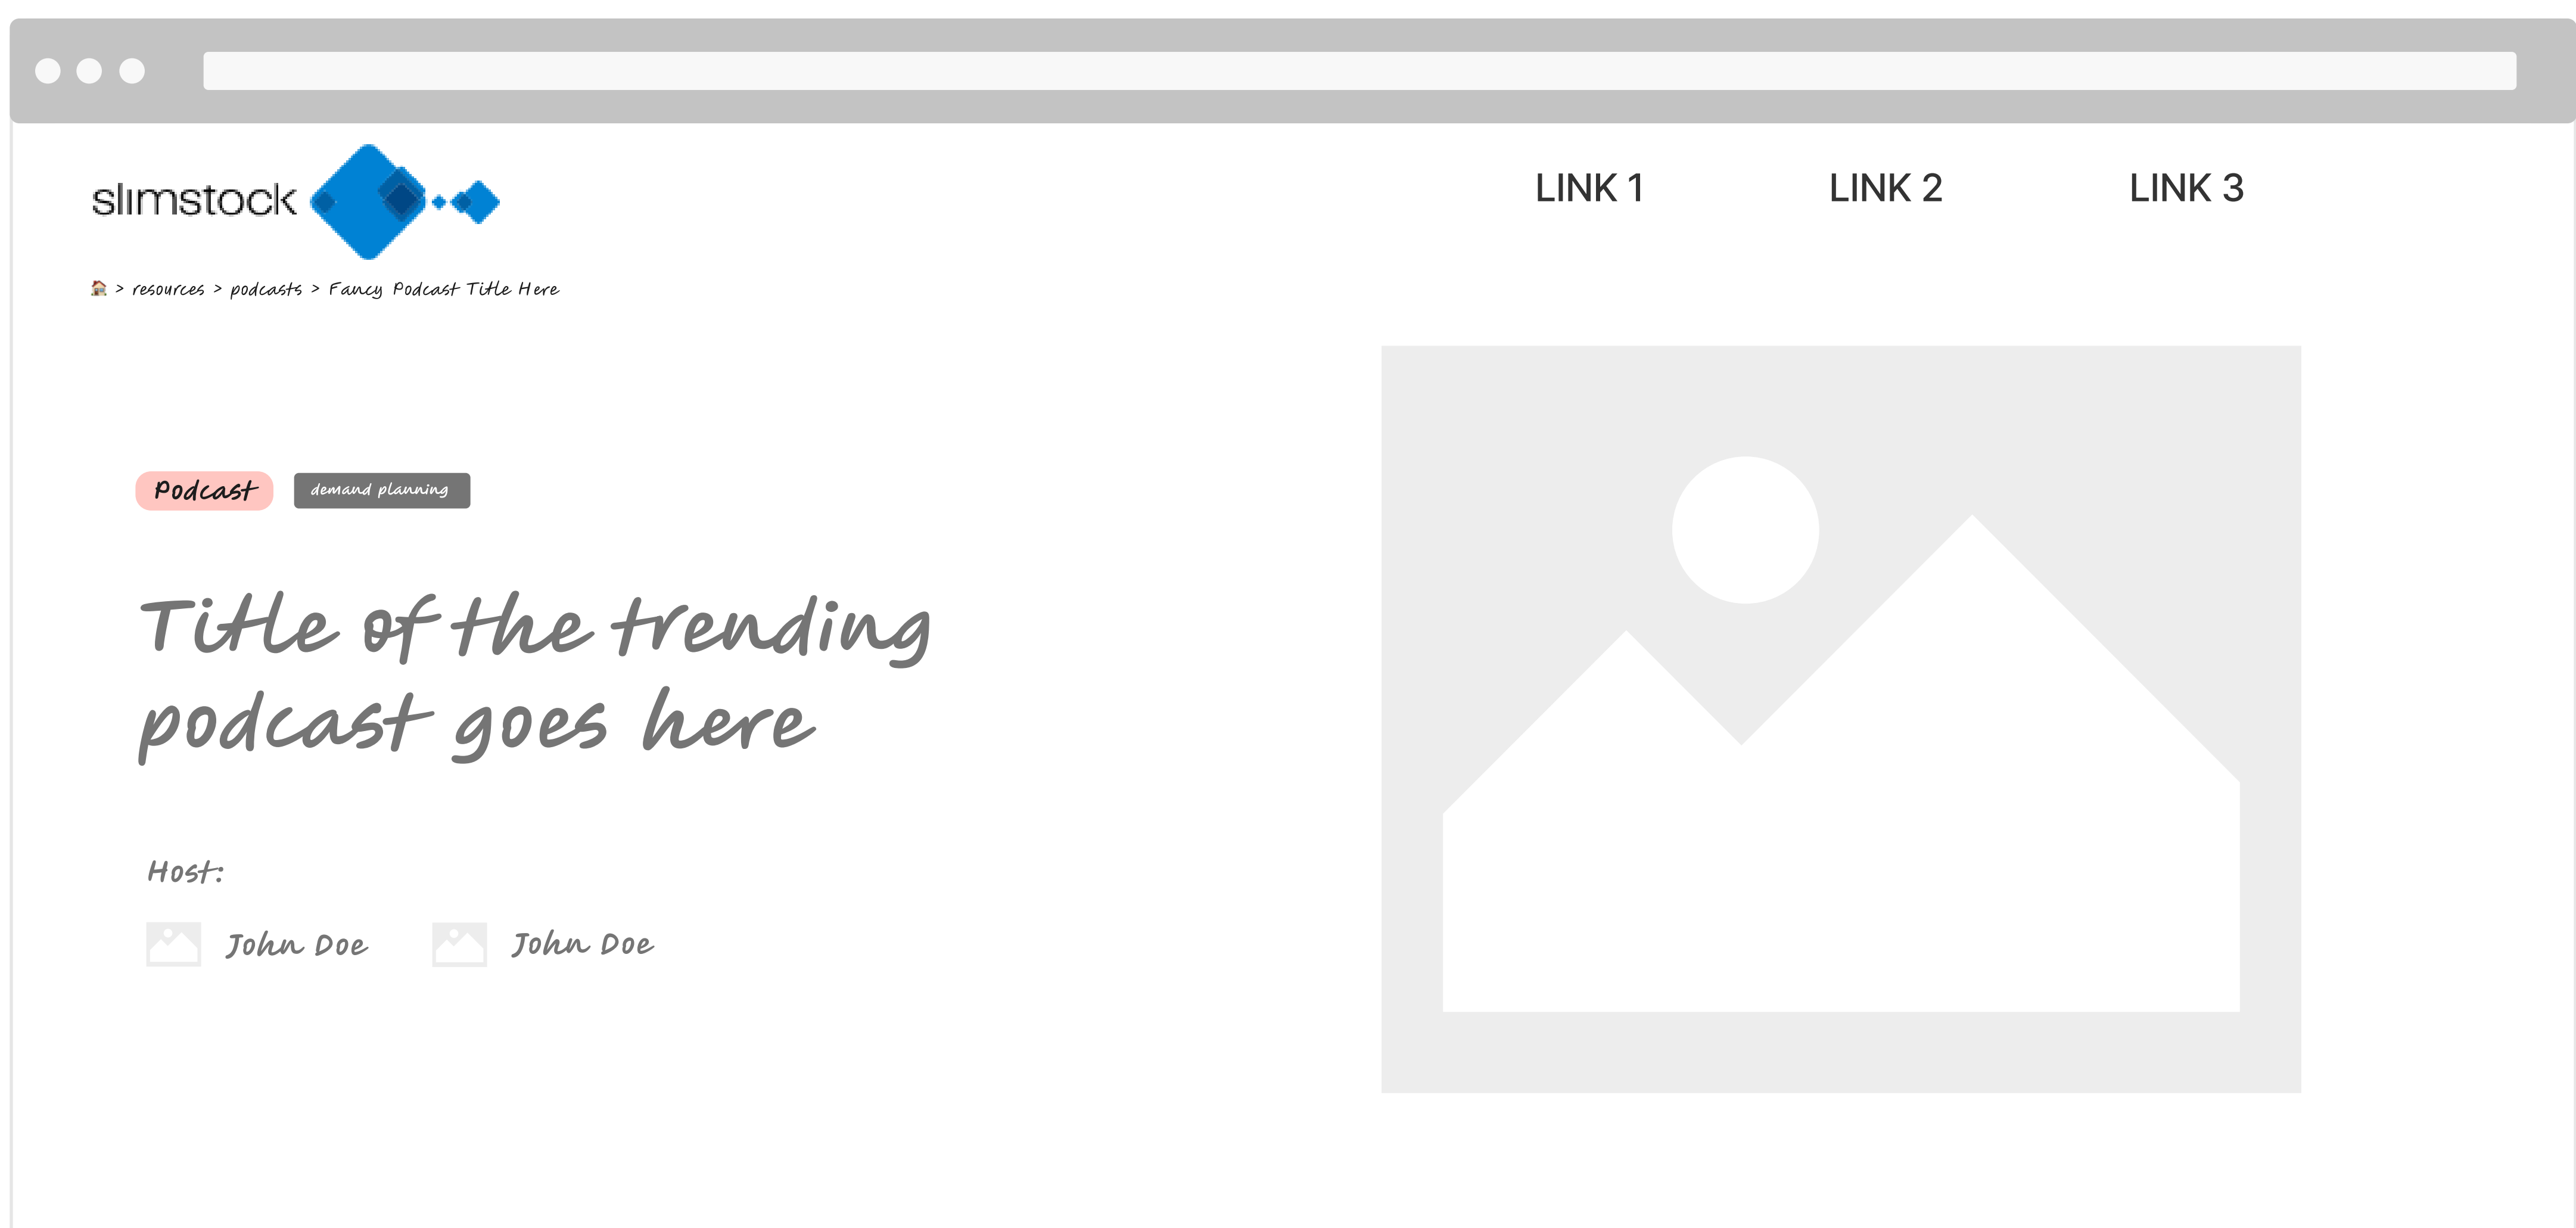 slimstock
LINK 1 LINK 2 LINK 3
> resources > podcasts > Fancy Podcast Title Here
Podcast demand planning
Title of the trending
podcast goes here
Host:
John Doe John Doe